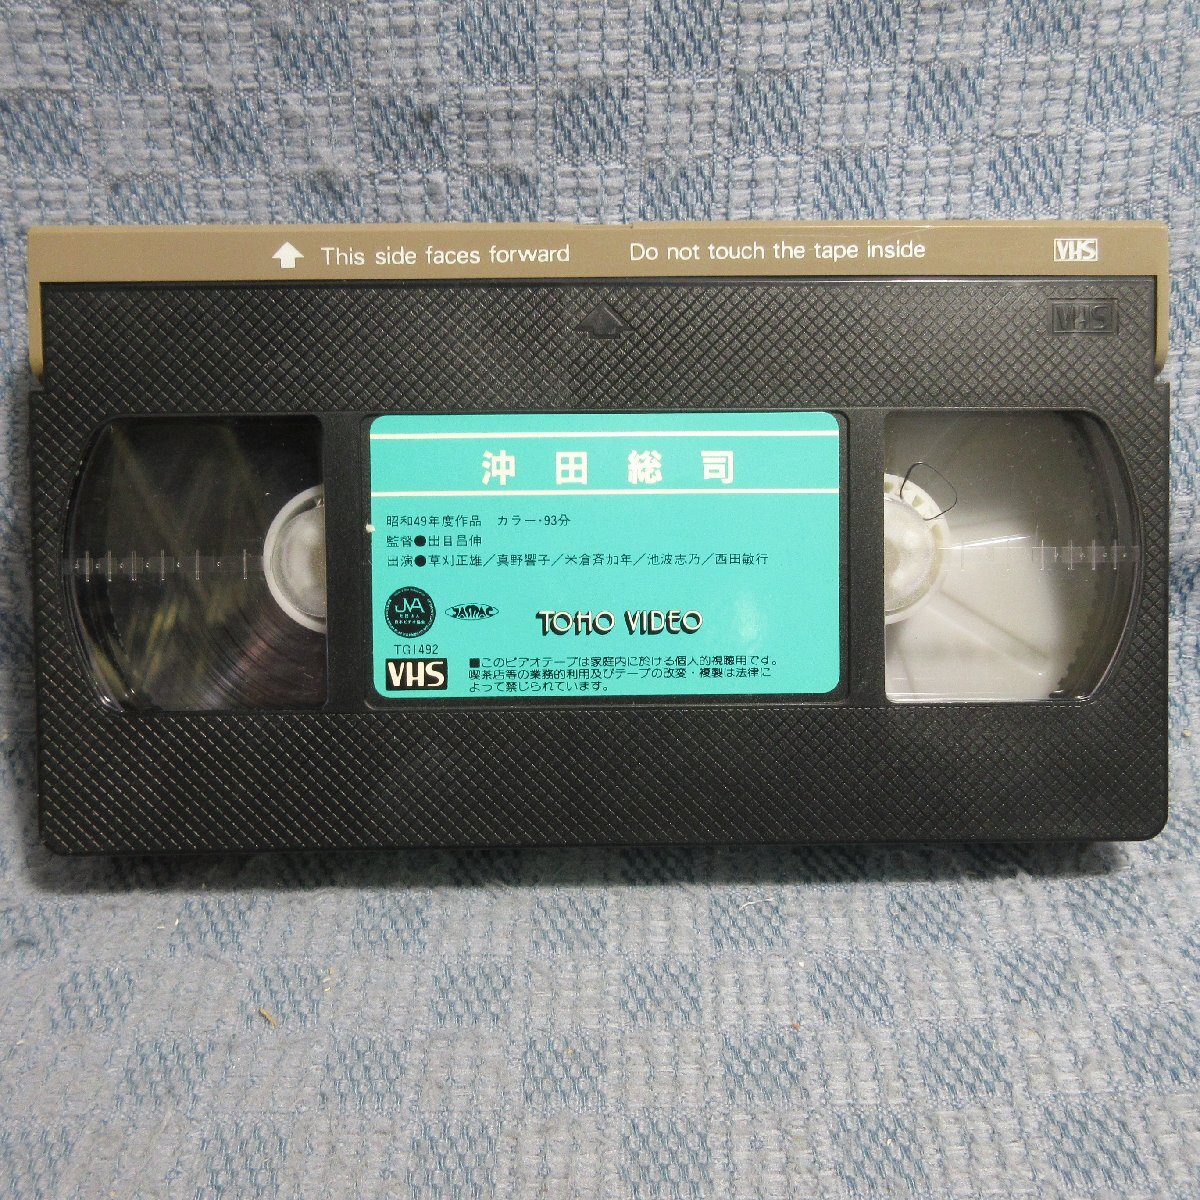 This side faces forward Do not touch the tape inside VHS
VHS
沖田総司
昭和49年度作品 カラー・93分
監督●出目昌伸
出演●草刈正雄／真野響子／米倉斉加年／池波志乃／西田敏行
JVA
JASRAC
TOHO VIDEO
TG1492
VHS
■このビデオテープは家庭内に於ける個人的視聴用です。
喫茶店等の業務的利用及びテープの改変・複製は法律に
よって禁じられています。